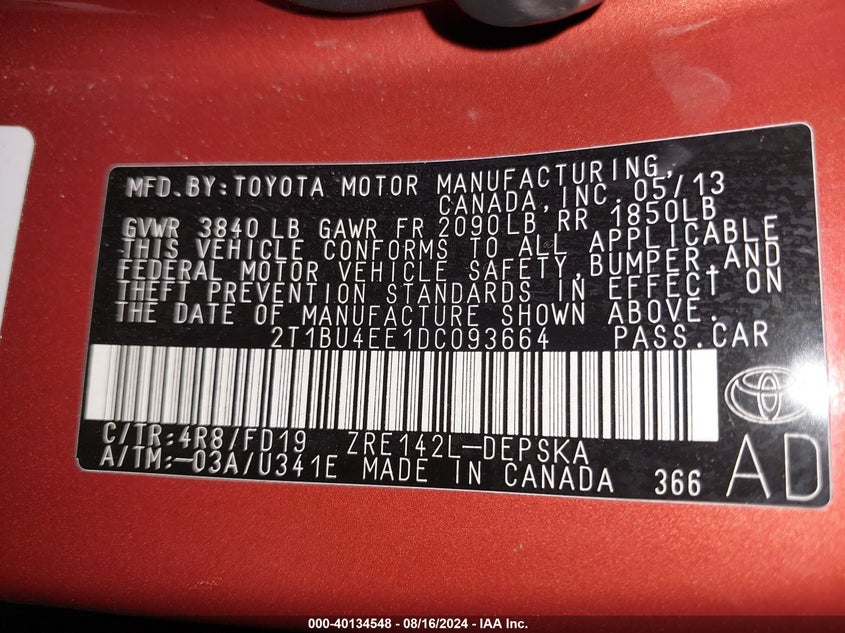 MFD.BY:TOYOTA MOTOR MANUFACTURING,
CANADA,INC. 05/13
GVWR 3840 LB GAWR FR 2090LB RR 1850LB
THIS VEHICLE CONFORMS TO ALL APPLICABLE
FEDERAL MOTOR VEHICLE SAFETY,BUMPER,AND
THEFT PREVENTION STANDARDS IN EFFECT ON
THE DATE OF MANUFACTURE SHOWN ABOVE.
2T1BU4EE1DC093664 PASS.CAR
C/TR:4R8/FD19 ZRE142L-DEPSKA
A/TM:-03A/U341E MADE IN CANADA 366 AD
000-40134548 - 08/16/2024 - IAA Inc.